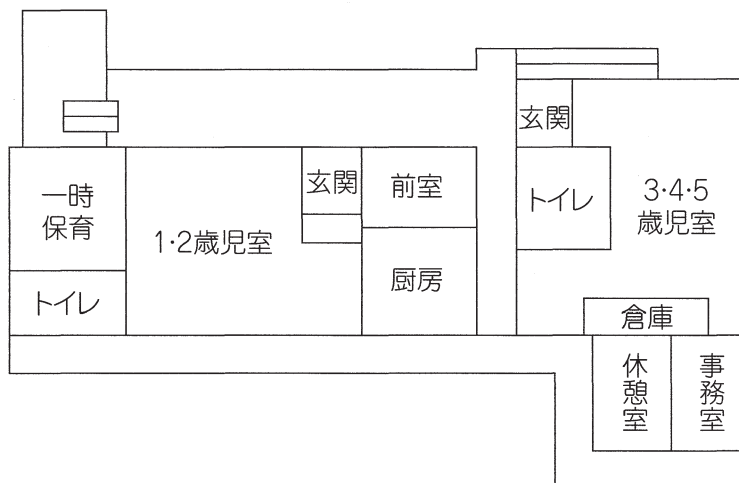 玄関
一時
保育
玄関
前室
トイレ
3・4・5
歳児室
1・2歳児室
厨房
トイレ
倉庫
休憩室
事務室